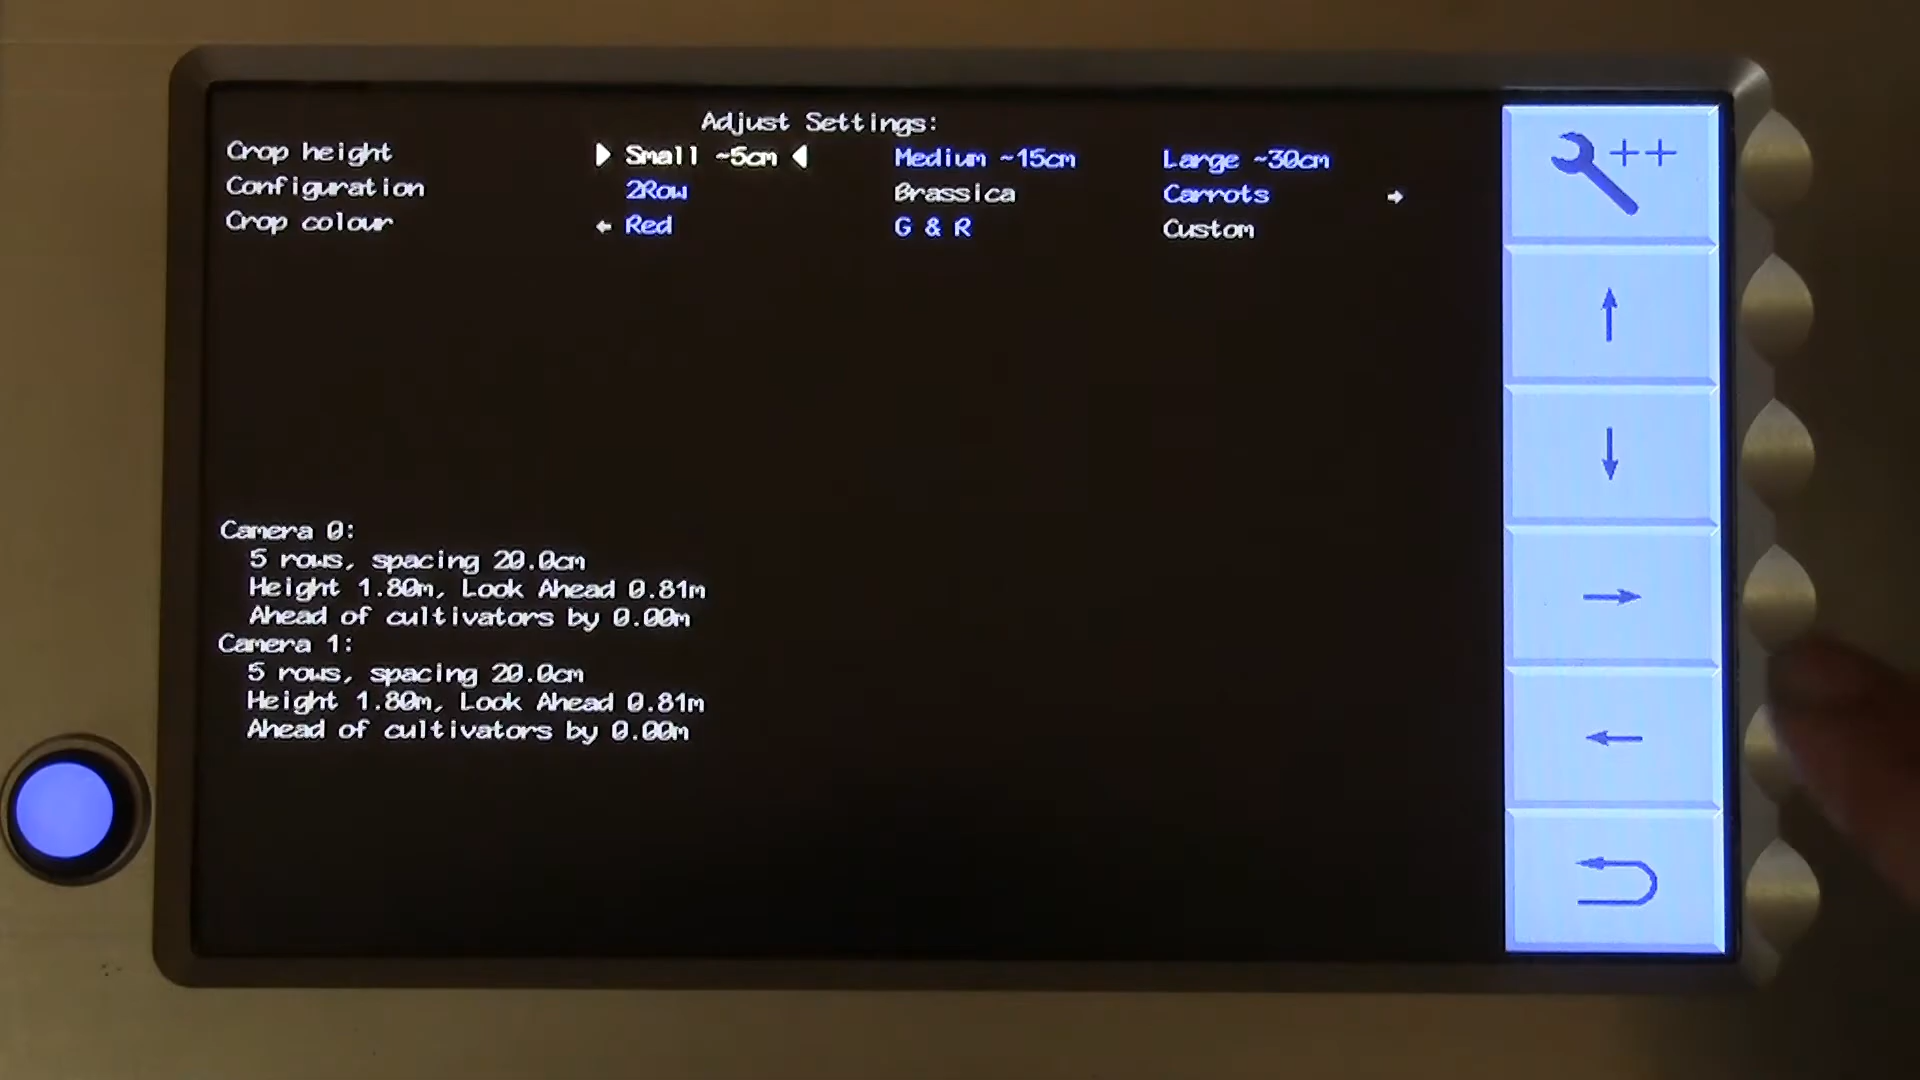 Adjust Settings:
Crop height Small ~5cm Medium ~15cm Large ~30cm
Configuration 2Row Brassica Carrots
Crop colour Red G & R Custom
Camera 0:
5 rows, spacing 20.0cm
Height 1.80m, Look Ahead 0.81m
Ahead of cultivators by 0.00m
Camera 1:
5 rows, spacing 20.0cm
Height 1.80m, Look Ahead 0.81m
Ahead of cultivators by 0.00m
++